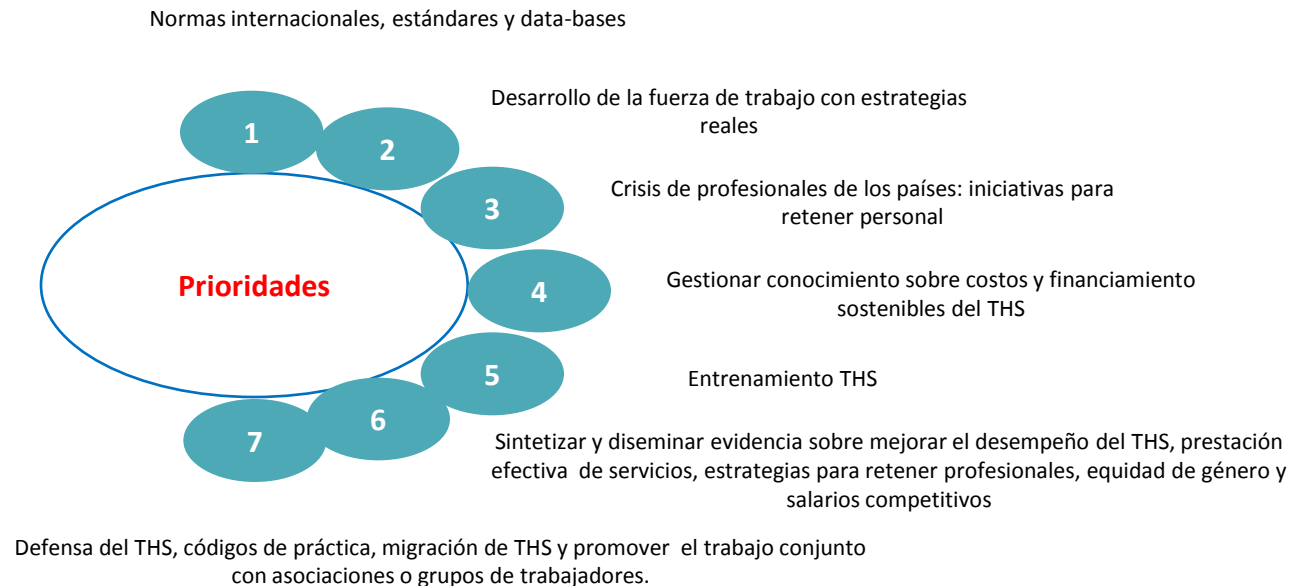 Normas internacionales, estándares y data-bases
1
Desarrollo de la fuerza de trabajo con estrategias
reales
2
Crisis de profesionales de los países: iniciativas para
retener personal
3
Prioridades
4
Gestionar conocimiento sobre costos y financiamiento
sostenibles del THS
5
Entrenamiento THS
6
Sintetizar y diseminar evidencia sobre mejorar el desempeño del THS, prestación
efectiva de servicios, estrategias para retener profesionales, equidad de género y
salarios competitivos
7
Defensa del THS, códigos de práctica, migración de THS y promover el trabajo conjunto
con asociaciones o grupos de trabajadores.